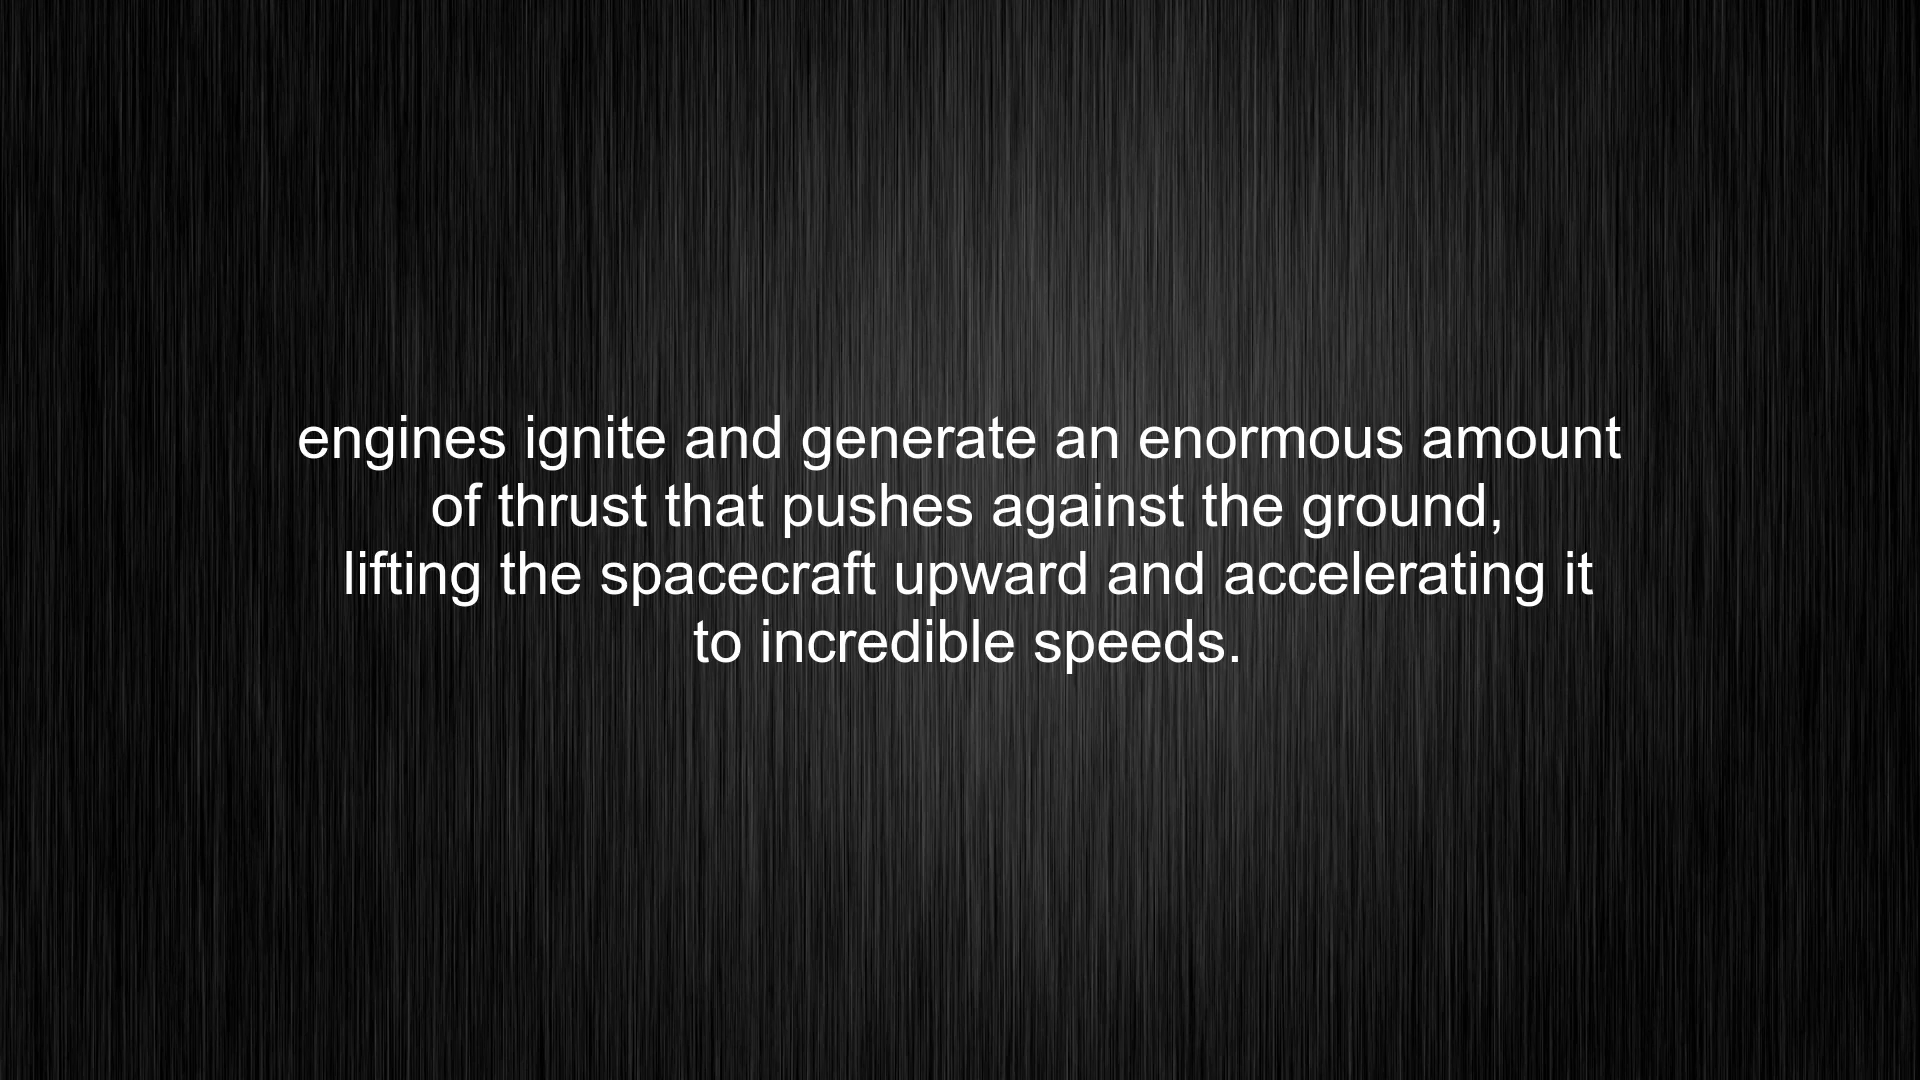 engines ignite and generate an enormous amount
of thrust that pushes against the ground,
lifting the spacecraft upward and accelerating it
to incredible speeds.